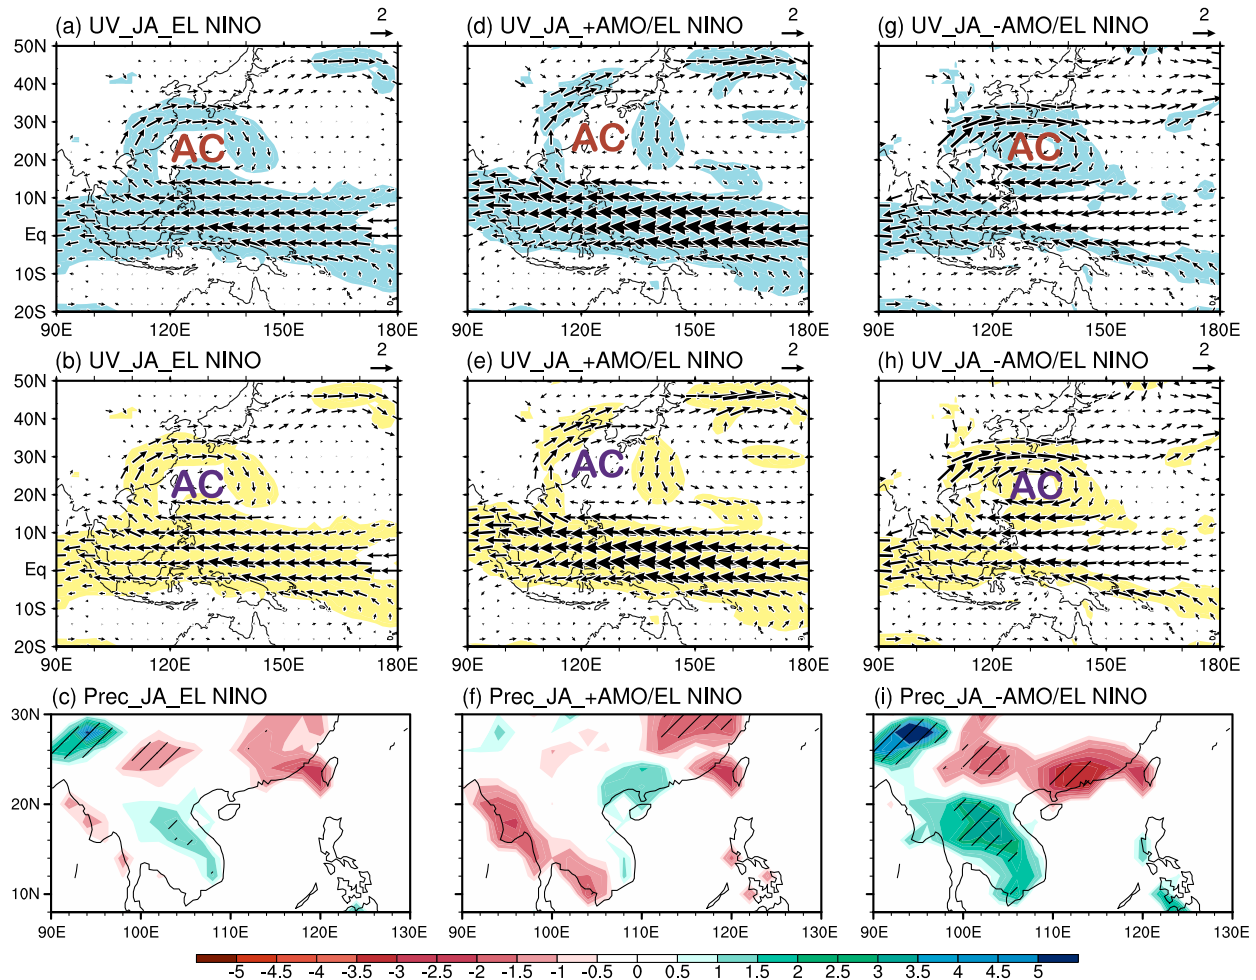 (a) UV_JA_EL NINO 2
(d) UV_JA_+AMO/EL NINO 2
(g) UV_JA_-AMO/EL NINO 2
50N
40N
30N
20N
10N
Eq
10S
20S
AC
AC
AC
90E 120E 150E 180E
90E 120E 150E 180E
90E 120E 150E 180E
(b) UV_JA_EL NINO 2
(e) UV_JA_+AMO/EL NINO 2
(h) UV_JA_-AMO/EL NINO 2
50N
40N
30N
20N
10N
Eq
10S
20S
AC
AC
AC
90E 120E 150E 180E
90E 120E 150E 180E
90E 120E 150E 180E
(c) Prec_JA_EL NINO
(f) Prec_JA_+AMO/EL NINO
(i) Prec_JA_-AMO/EL NINO
30N
20N
10N
90E 100E 110E 120E 130E
90E 100E 110E 120E 130E
90E 100E 110E 120E 130E
-5 -4.5 -4 -3.5 -3 -2.5 -2 -1.5 -1 -0.5 0 0.5 1 1.5 2 2.5 3 3.5 4 4.5 5